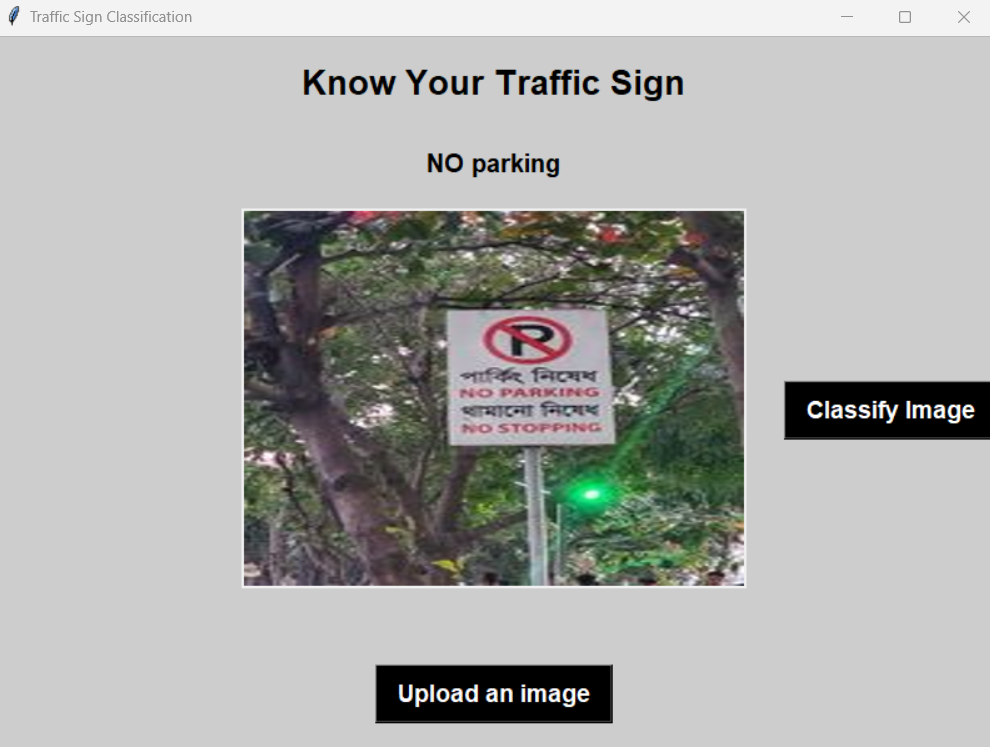 Traffic Sign Classification
Know Your Traffic Sign
NO parking
P
পার্কিং নিষেধ
NO PARKING
থামানো নিষেধ
NO STOPPING
Classify Image
Upload an image